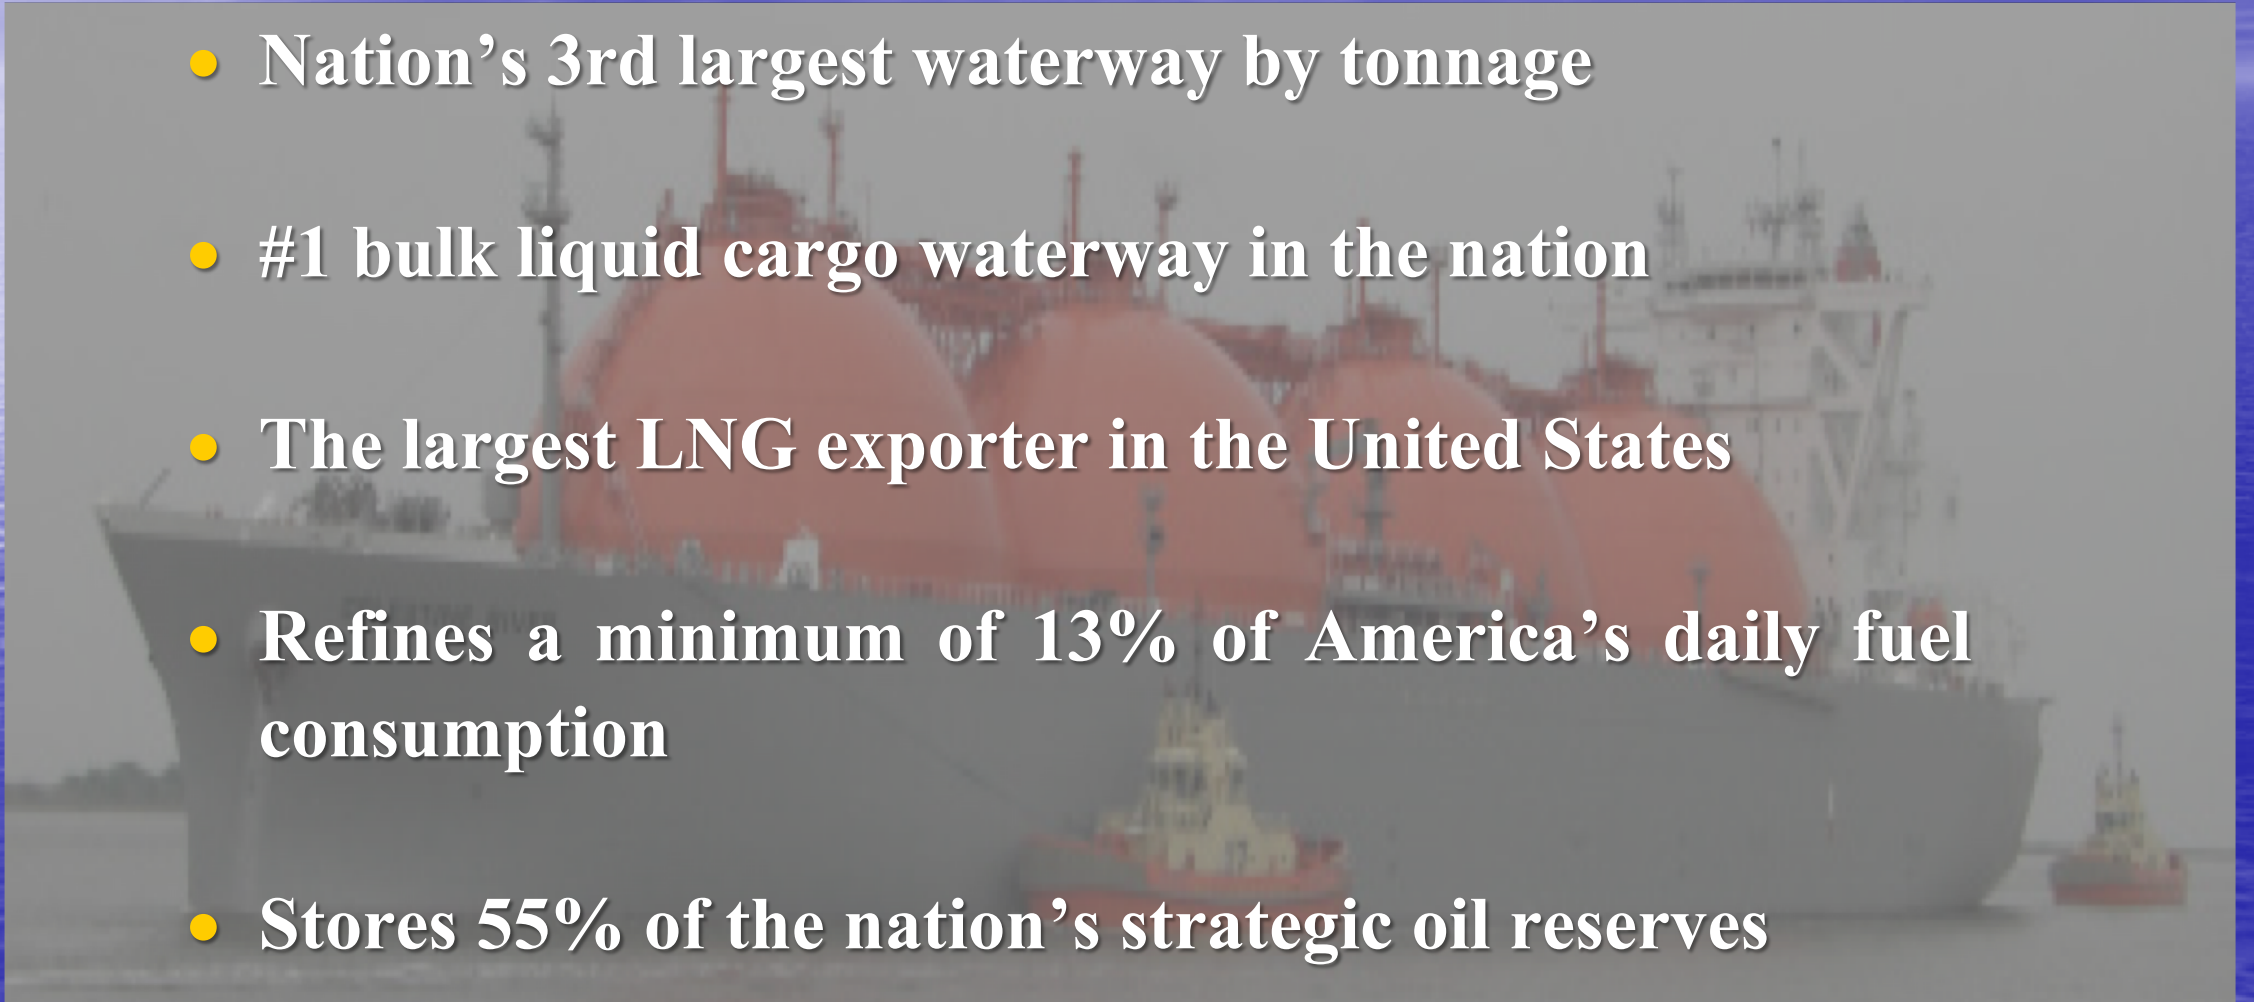 Nation’s 3rd largest waterway by tonnage
#1 bulk liquid cargo waterway in the nation
The largest LNG exporter in the United States
Refines a minimum of 13% of America’s daily fuel
consumption
Stores 55% of the nation’s strategic oil reserves